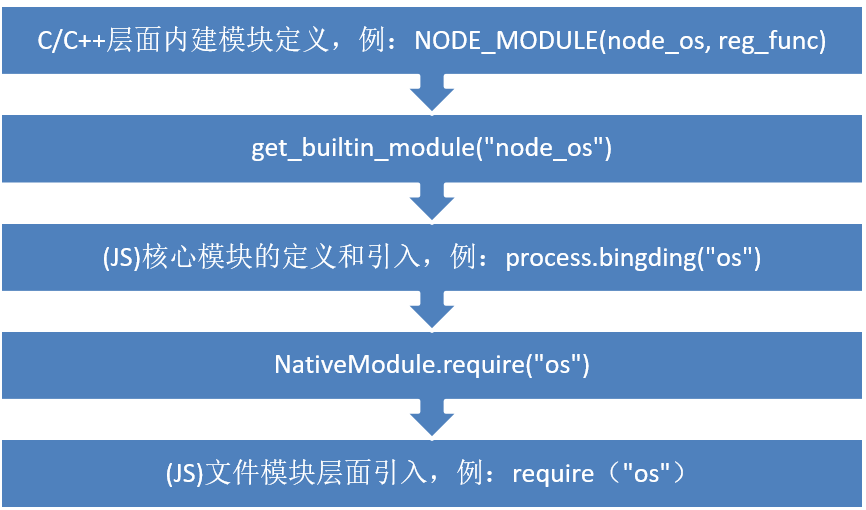 C/C++层面内建模块定义，例：NODE_MODULE(node_os, reg_func)
get_builtin_module("node_os")
(JS)核心模块的定义和引入，例：process.bingding("os")
NativeModule.require("os")
(JS)文件模块层面引入，例：require（"os"）